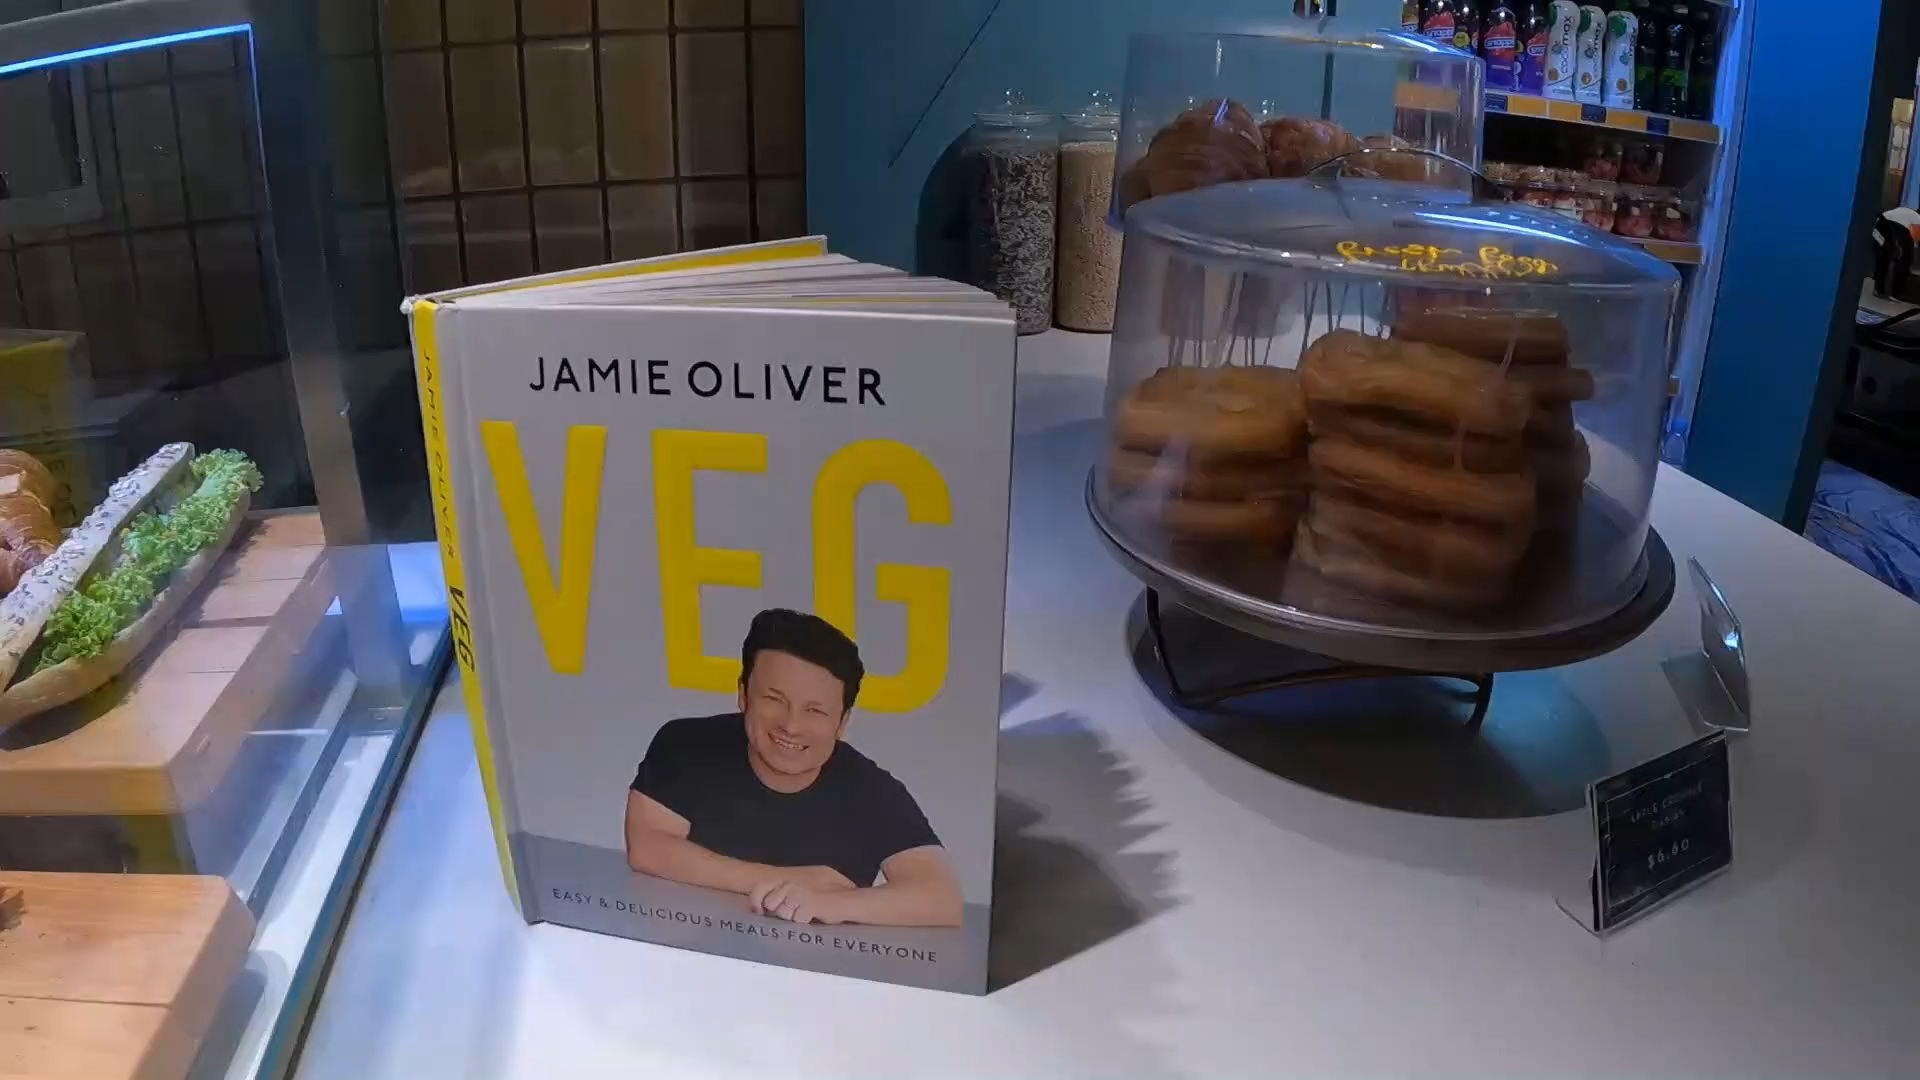 JAMIE OLIVER
VEG
EASY & DELICIOUS MEALS FOR EVERYONE
JAMIE OLIVER VEG
$6.60